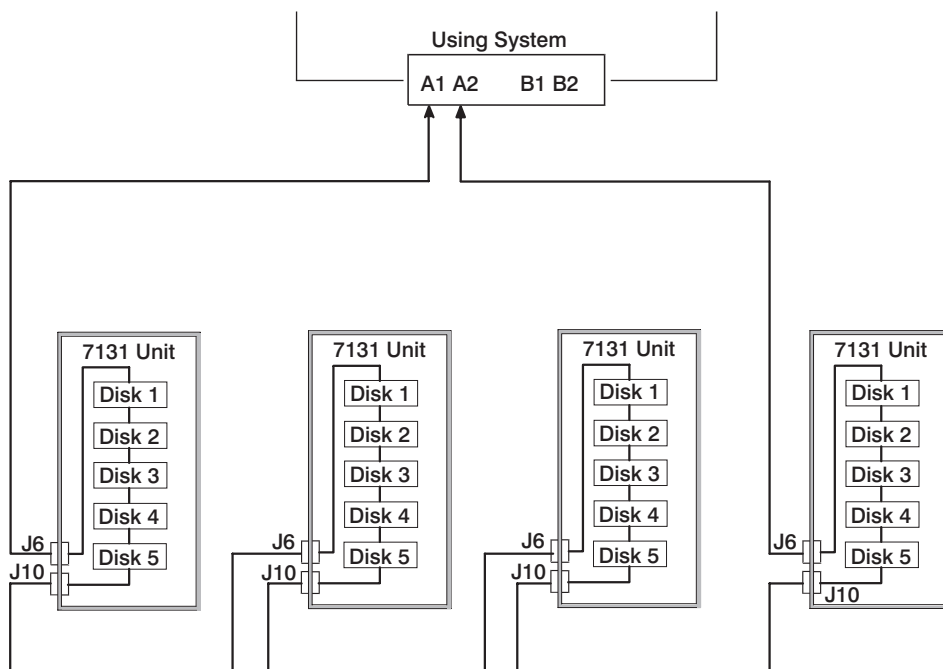 Using System
A1 A2 B1 B2
7131 Unit
Disk 1
Disk 2
Disk 3
Disk 4
Disk 5
J6
J10
7131 Unit
Disk 1
Disk 2
Disk 3
Disk 4
Disk 5
J6
J10
7131 Unit
Disk 1
Disk 2
Disk 3
Disk 4
Disk 5
J6
J10
7131 Unit
Disk 1
Disk 2
Disk 3
Disk 4
Disk 5
J6
J10